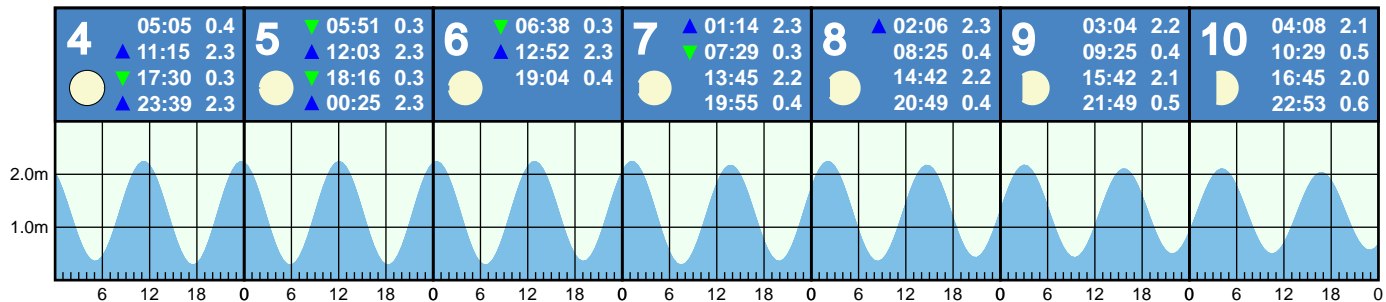 4
05:05 0.4
▲ 11:15 2.3
▼ 17:30 0.3
▲ 23:39 2.3
5
▼ 05:51 0.3
▲ 12:03 2.3
▼ 18:16 0.3
▲ 00:25 2.3
6
▼ 06:38 0.3
▲ 12:52 2.3
19:04 0.4
7
▲ 01:14 2.3
▼ 07:29 0.3
13:45 2.2
19:55 0.4
8
▲ 02:06 2.3
08:25 0.4
14:42 2.2
20:49 0.4
9
03:04 2.2
09:25 0.4
15:42 2.1
21:49 0.5
10
04:08 2.1
10:29 0.5
16:45 2.0
22:53 0.6
2.0m
1.0m
6 12 18 0 6 12 18 0 6 12 18 0 6 12 18 0 6 12 18 0 6 12 18 0 6 12 18 0